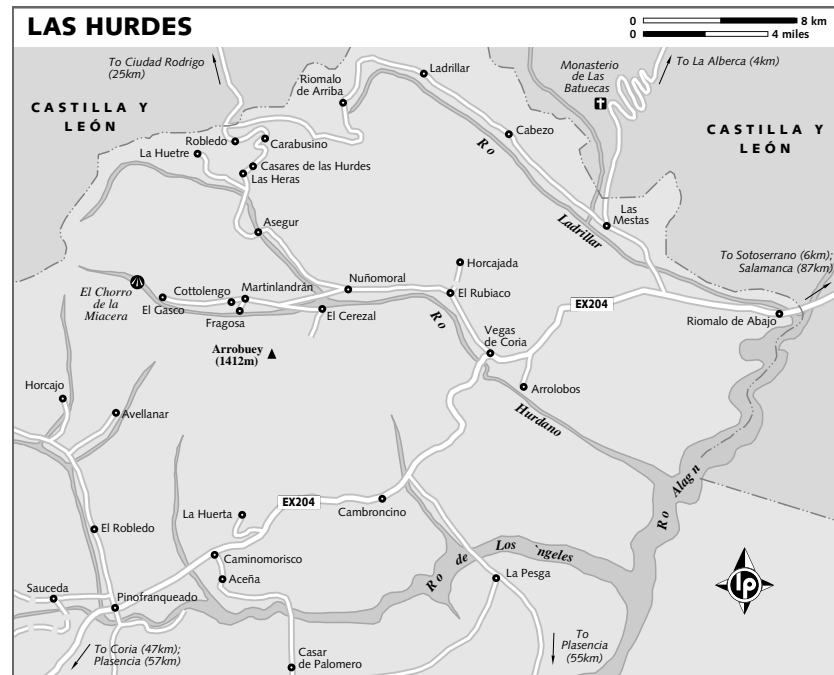 LAS HURDES
0 8 km
0 4 miles
To Ciudad Rodrigo
(25km)
Ladrillar
Monasterio
de Las
Batuecas
To La Alberca (4km)
Riomalo
de Arriba
CASTILLA Y
LEÓN
CASTILLA Y
LEÓN
Robledo
Carabusino
Cabezo
R o
La Huetre
Casares de las Hurdes
Las Heras
Las
Mestas
Asegur
Ladrillar
To Sotoserrano (6km);
Salamanca (87km)
Horcajada
Nuñomoral
El Chorro
de la
Miacera
Cottolengo
Martinlandrán
El Rubiaco
EX204
El Gasco
Fragosa
El Cerezal
R o
Riomalo de Abajo
Vegas
de Coria
Arrobuey
(1412m)
Horcajo
Arrolobos
Avellanar
Hurdano
Alag n
R o
EX204
La Huerta
Cambroncino
El Robledo
Los `ngeles
de
R o
Caminomorisco
Aceña
La Pesga
Sauceda
Pinofranqueado
lp
To Coria (47km);
Plasencia (57km)
Casar
de Palomero
To
Plasencia
(55km)